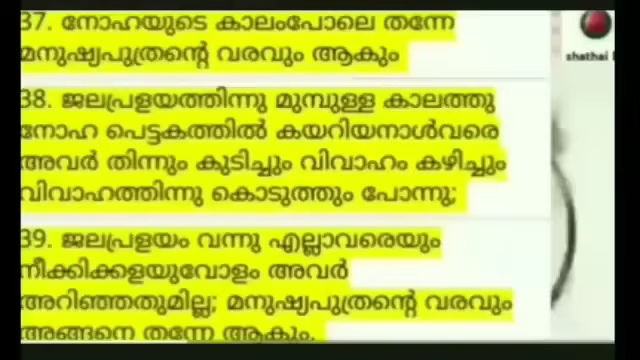 37. നോഹയുടെ കാലംപോലെ തന്നേ
മനുഷ്യപുത്രന്റെ വരവും ആകും
38. ജലപ്രളയത്തിന്നു മുമ്പുള്ള കാലത്തു
നോഹ പെട്ടകത്തിൽ കയറിയനാൾവരെ
അവർ തിന്നും കുടിച്ചും വിവാഹം കഴിച്ചും
വിവാഹത്തിന്നു കൊടുത്തും പോന്നു;
39. ജലപ്രളയം വന്നു എല്ലാവരെയും
നീക്കിക്കളയുവോളം അവർ
അറിഞ്ഞതുമില്ല; മനുഷ്യപുത്രന്റെ വരവും
അങ്ങനെ തന്നേ ആകും.
shathai